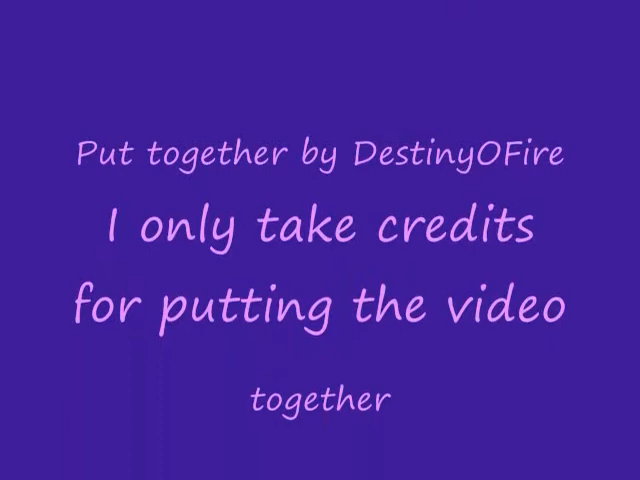 Put together by DestinyOFire
I only take credits
for putting the video
together